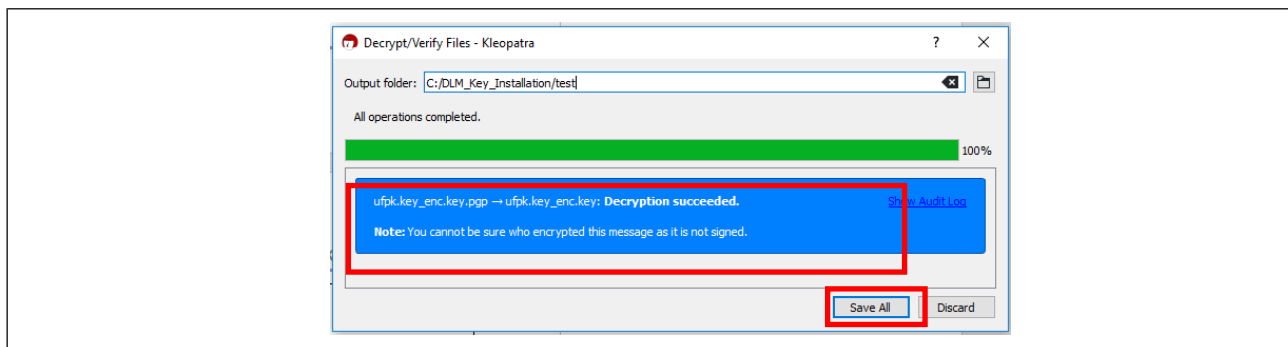 Decrypt/Verify Files - Kleopatra ?
Output folder: C:/DLM_Key_Installation/test
All operations completed.
100%
ufpk.key_enc.key.pgp → ufpk.key_enc.key: Decryption succeeded. Show Audit Log
Note: You cannot be sure who encrypted this message as it is not signed.
Save All Discard